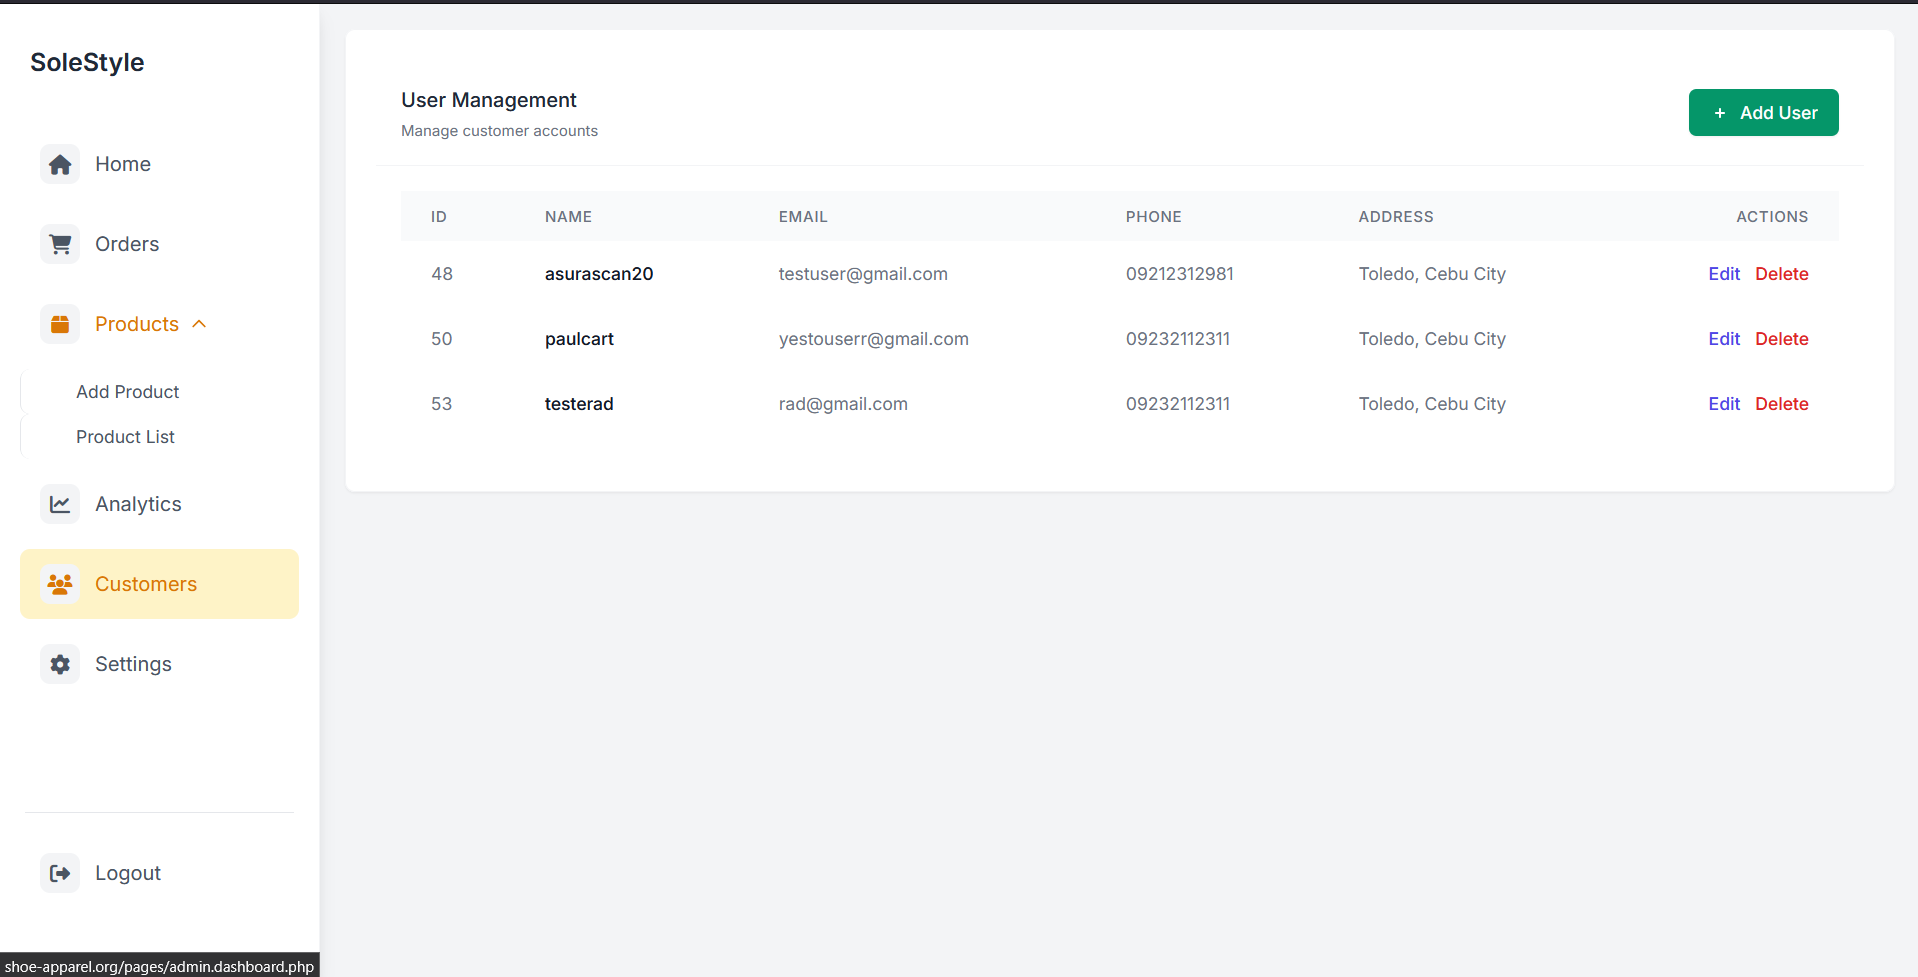 SoleStyle
Home
Orders
Products
Add Product
Product List
Analytics
Customers
Settings
Logout
shoe-apparel.org/pages/admin.dashboard.php
User Management
Manage customer accounts
+ Add User
ID NAME EMAIL PHONE ADDRESS ACTIONS
48 asurascan20 testuser@gmail.com 09212312981 Toledo, Cebu City Edit Delete
50 paulcart yestouserr@gmail.com 09232112311 Toledo, Cebu City Edit Delete
53 testerad rad@gmail.com 09232112311 Toledo, Cebu City Edit Delete